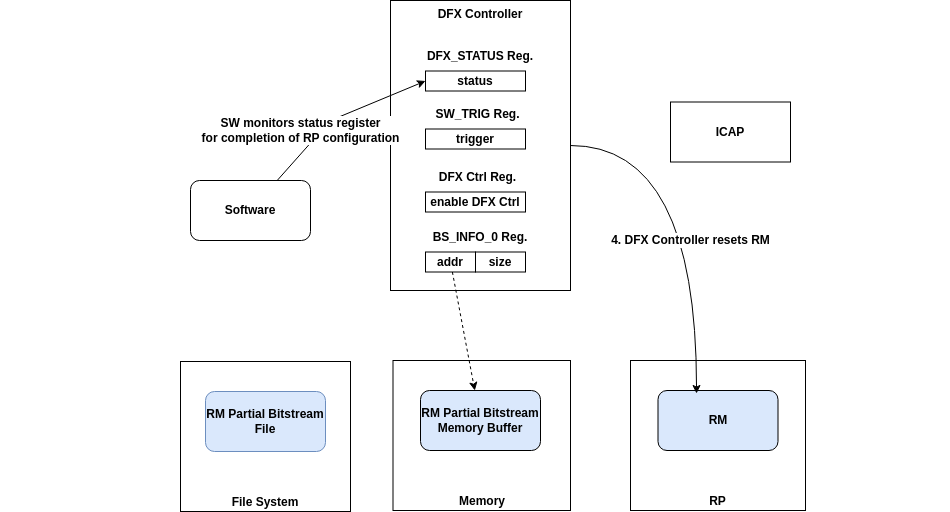 DFX Controller
DFX_STATUS Reg.
status
SW monitors status register
for completion of RP configuration
SW_TRIG Reg.
trigger
ICAP
DFX Ctrl Reg.
enable DFX Ctrl
Software
BS_INFO_0 Reg.
addr
size
4. DFX Controller resets RM
RM Partial Bitstream
File
File System
RM Partial Bitstream
Memory Buffer
Memory
RM
RP